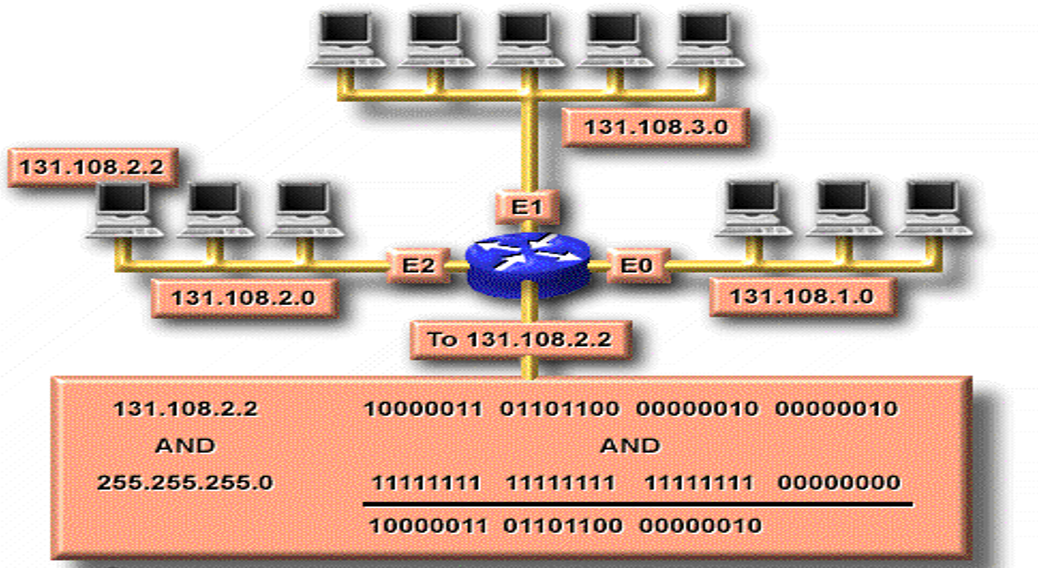 131.108.3.0
131.108.2.2
E1
E2
E0
131.108.2.0
131.108.1.0
To 131.108.2.2
131.108.2.2 10000011 01101100 00000010 00000010
AND AND
255.255.255.0 11111111 11111111 11111111 00000000
10000011 01101100 00000010